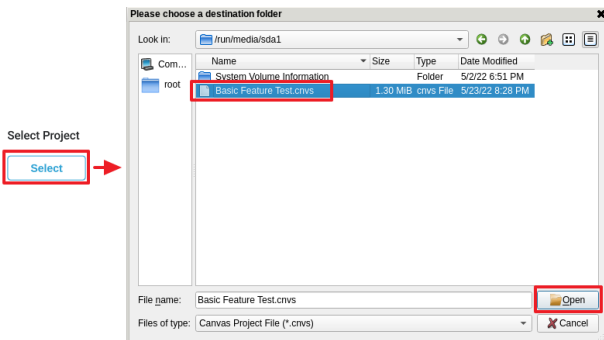 Please choose a destination folder
Look in: /run/media/sda1
Com...
root
Name Size Type Date Modified
System Volume Information Folder 5/2/22 6:51 PM
Basic Feature Test.cnvs 1.30 MiB cnvs File 5/23/22 8:28 PM
Select Project
Select
File name: Basic Feature Test.cnvs Open
Files of type: Canvas Project File (*.cnvs) Cancel